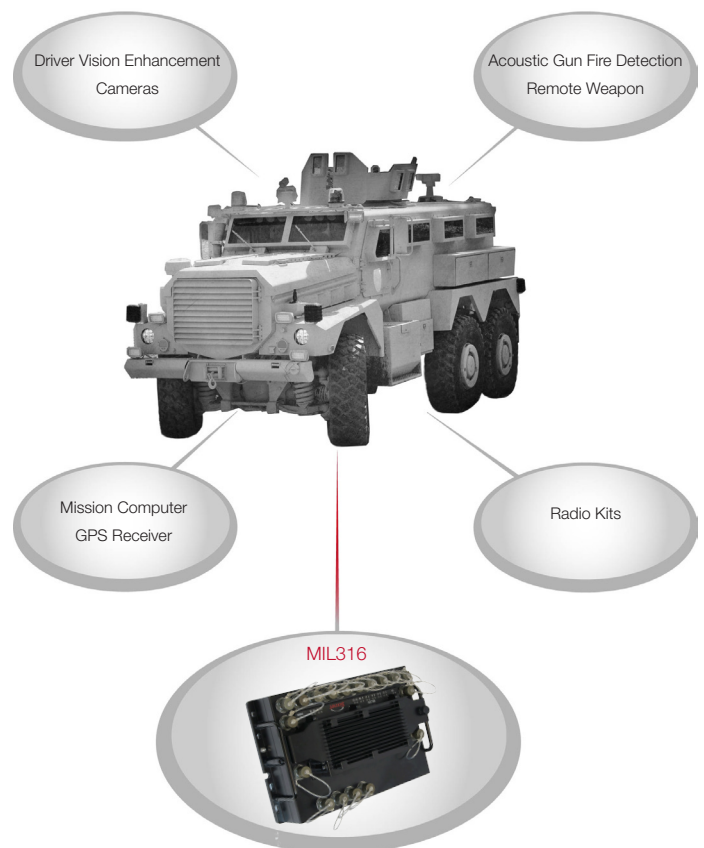 Driver Vision Enhancement
Cameras
Acoustic Gun Fire Detection
Remote Weapon
Mission Computer
GPS Receiver
Radio Kits
MIL316